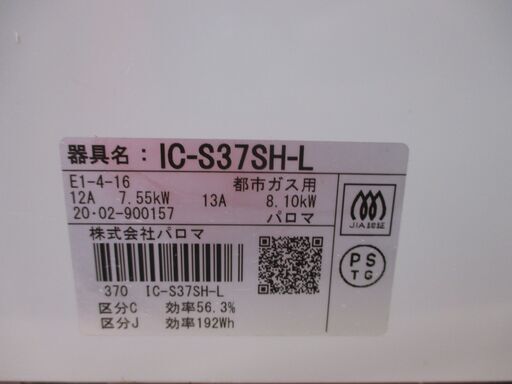 器具名: IC-S37SH-L
E1-4-16 都市ガス用
12A 7.55kW 13A 8.10kW
20・02-900157 パロマ
株式会社パロマ
370 IC-S37SH-L
区分C 効率56.3%
区分J 効率192Wh
JIA認証
PS
TG